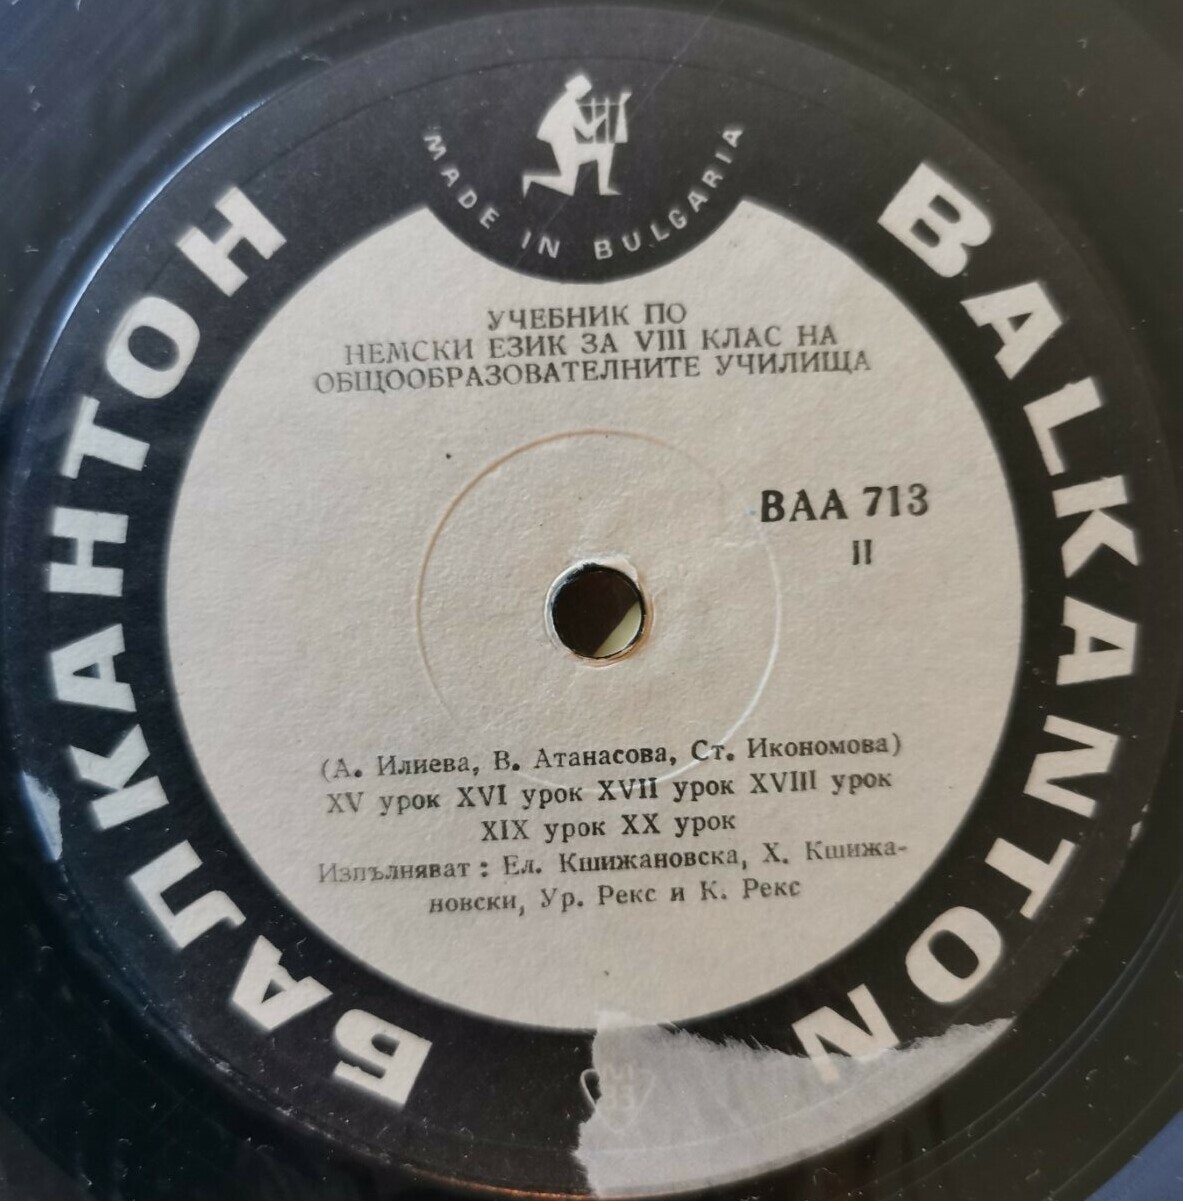 MADE IN BULGARIA
БАЛКАНТОН
BALKANTON
УЧЕБНИК ПО
НЕМСКИ ЕЗИК ЗА VIII КЛАС НА
ОБЩООБРАЗОВАТЕЛНИТЕ УЧИЛИЩА
ВАА 713
II
(А. Илиева, В. Атанасова, Ст. Икономова)
XV урок XVI урок XVII урок XVIII урок
XIX урок XX урок
Изпълняват : Ел. Кшижановска, Х. Кшижа-
новски, Ур. Рекс и К. Рекс